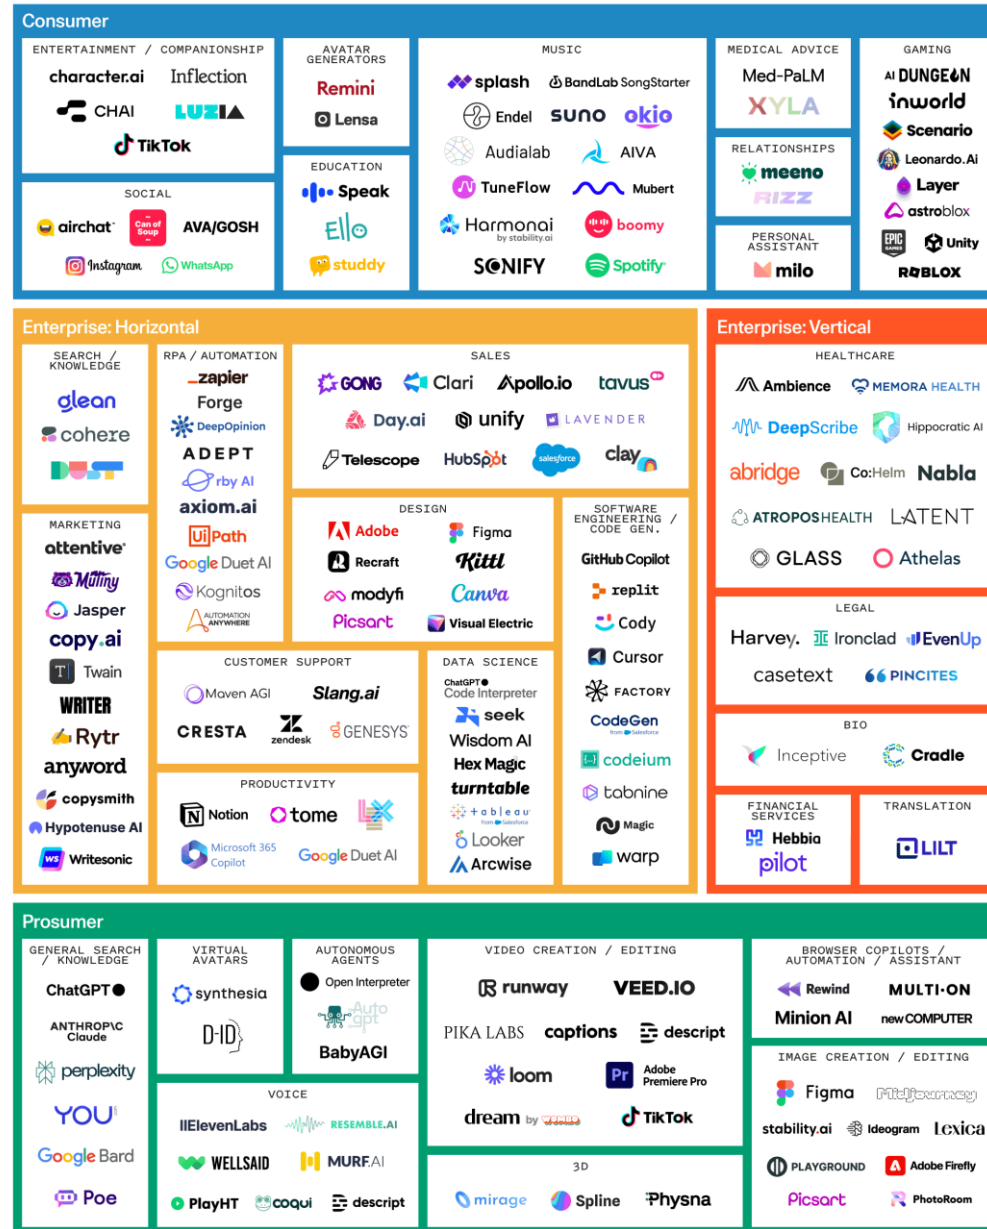 Consumer
ENTERTAINMENT / COMPANIONSHIP
character.ai Inflection
CHAI LUZIA
TikTok
SOCIAL
airchat Can of Soup AVA/GOSH
Instagram WhatsApp
AVATAR GENERATORS
Remini
Lensa
EDUCATION
Speak
Ello
studdy
MUSIC
splash BandLab SongStarter
Endel suno okio
Audialab AIVA
TuneFlow Mubert
Harmonai by stability.ai boomy
SONIFY Spotify
MEDICAL ADVICE
Med-PaLM
XYLA
RELATIONSHIPS
meeno
RIZZ
PERSONAL ASSISTANT
milo
GAMING
AI DUNGEON
inworld
Scenario
Leonardo.Ai
Layer
astroblox
EPIC GAMES Unity
ROBLOX
Enterprise: Horizontal
SEARCH / KNOWLEDGE
glean
cohere
DUST
MARKETING
attentive
Mutiny
Jasper
copy.ai
T Twain
WRITER
Rytr
anyword
copysmith
Hypotenuse AI
WS Writesonic
RPA / AUTOMATION
zapier
Forge
DeepOpinion
ADEPT
Orby AI
axiom.ai
UiPath
Google Duet AI
Kognitos
AUTOMATION ANYWHERE
SALES
GONG Clari Apollo.io tavus
Day.ai unify LAVENDER
Telescope HubSpot salesforce clay
DESIGN
Adobe Figma
Recraft Kittl
modyfi Canva
Picsart Visual Electric
SOFTWARE ENGINEERING / CODE GEN.
GitHub Copilot
replit
Cody
Cursor
FACTORY
CodeGen
from Salesforce
codeium
tabnine
Magic
warp
CUSTOMER SUPPORT
Maven AGI Slang.ai
CRESTA zendesk GENESYS
PRODUCTIVITY
Notion tome LEX
Microsoft 365 Copilot Google Duet AI
DATA SCIENCE
ChatGPT
Code Interpreter
seek
Wisdom AI
Hex Magic
turntable
tableau
from Salesforce
Looker
Arcwise
Enterprise: Vertical
HEALTHCARE
Ambience MEMORA HEALTH
DeepScribe Hippocratic AI
abridge Co:Helm Nabla
ATROPOS HEALTH LATENT
GLASS Athelas
LEGAL
Harvey. Ironclad EvenUp
casetext PINCITES
BIO
Inceptive Cradle
FINANCIAL SERVICES
Hebbia
pilot
TRANSLATION
LILT
Prosumer
GENERAL SEARCH / KNOWLEDGE
ChatGPT
ANTHROP\C
Claude
perplexity
YOU
Google Bard
Poe
VIRTUAL AVATARS
synthesia
D-ID
AUTONOMOUS AGENTS
Open Interpreter
Auto gpt
BabyAGI
VOICE
IIElevenLabs RESEMBLE.AI
WELLSAID MURF.AI
PlayHT coqui descript
VIDEO CREATION / EDITING
runway VEED.IO
PIKA LABS captions descript
loom Pr Adobe Premiere Pro
dream by WOMBO TikTok
3D
mirage Spline Physna
BROWSER COPILOTS / AUTOMATION / ASSISTANT
Rewind MULTI·ON
Minion AI new COMPUTER
IMAGE CREATION / EDITING
Figma Midjourney
stability.ai Ideogram Lexica
PLAYGROUND Adobe Firefly
Picsart PhotoRoom